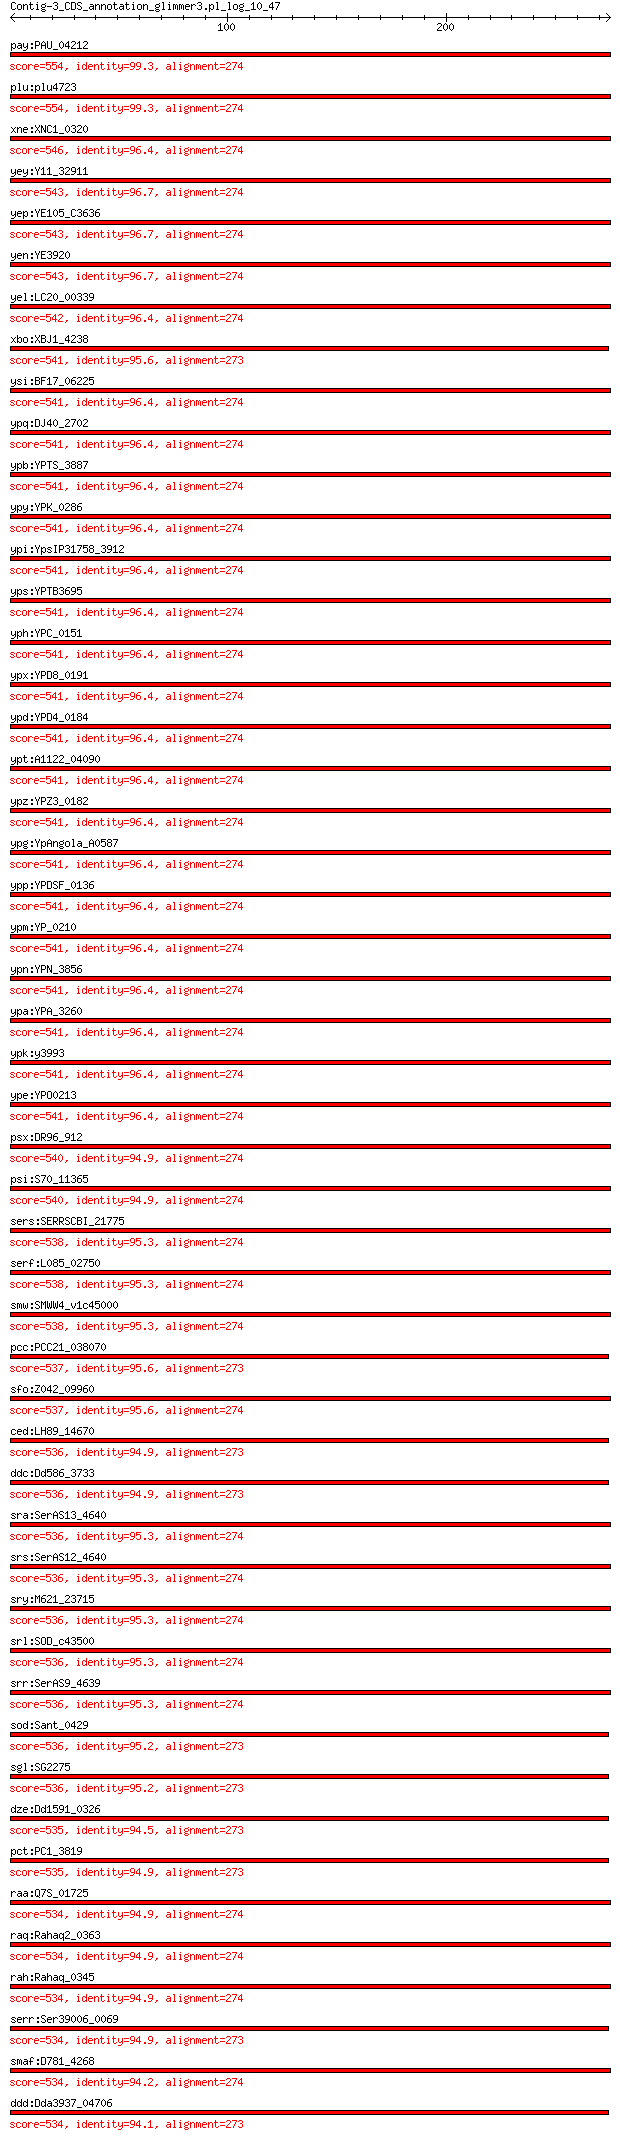 Contig-3_CDS_annotation_glimmer3.pl_log_10_47
100 200
pay:PAU_04212
score=554, identity=99.3, alignment=274
plu:plu4723
score=554, identity=99.3, alignment=274
xne:XNC1_0320
score=546, identity=96.4, alignment=274
yey:Y11_32911
score=543, identity=96.7, alignment=274
yep:YE105_C3636
score=543, identity=96.7, alignment=274
yen:YE3920
score=543, identity=96.7, alignment=274
yel:LC20_00339
score=542, identity=96.4, alignment=274
xbo:XBJ1_4238
score=541, identity=95.6, alignment=273
ysi:BF17_06225
score=541, identity=96.4, alignment=274
ypq:DJ40_2702
score=541, identity=96.4, alignment=274
ypb:YPTS_3887
score=541, identity=96.4, alignment=274
ypy:YPK_0286
score=541, identity=96.4, alignment=274
ypi:YpsIP31758_3912
score=541, identity=96.4, alignment=274
yps:YPTB3695
score=541, identity=96.4, alignment=274
yph:YPC_0151
score=541, identity=96.4, alignment=274
ypx:YPD8_0191
score=541, identity=96.4, alignment=274
ypd:YPD4_0184
score=541, identity=96.4, alignment=274
ypt:A1122_04090
score=541, identity=96.4, alignment=274
ypz:YPZ3_0182
score=541, identity=96.4, alignment=274
ypg:YpAngola_A0587
score=541, identity=96.4, alignment=274
ypp:YPDSF_0136
score=541, identity=96.4, alignment=274
ypm:YP_0210
score=541, identity=96.4, alignment=274
ypn:YPN_3856
score=541, identity=96.4, alignment=274
ypa:YPA_3260
score=541, identity=96.4, alignment=274
ypk:y3993
score=541, identity=96.4, alignment=274
ype:YPO0213
score=541, identity=96.4, alignment=274
psx:DR96_912
score=540, identity=94.9, alignment=274
psi:S70_11365
score=540, identity=94.9, alignment=274
sers:SERRSCBI_21775
score=538, identity=95.3, alignment=274
serf:L085_02750
score=538, identity=95.3, alignment=274
smw:SMWW4_v1c45000
score=538, identity=95.3, alignment=274
pcc:PCC21_038070
score=537, identity=95.6, alignment=273
sfo:Z042_09960
score=537, identity=95.6, alignment=274
ced:LH89_14670
score=536, identity=94.9, alignment=273
ddc:Dd586_3733
score=536, identity=94.9, alignment=273
sra:SerAS13_4640
score=536, identity=95.3, alignment=274
srs:SerAS12_4640
score=536, identity=95.3, alignment=274
sry:M621_23715
score=536, identity=95.3, alignment=274
srl:SOD_c43500
score=536, identity=95.3, alignment=274
srr:SerAS9_4639
score=536, identity=95.3, alignment=274
sod:Sant_0429
score=536, identity=95.2, alignment=273
sgl:SG2275
score=536, identity=95.2, alignment=273
dze:Dd1591_0326
score=535, identity=94.5, alignment=273
pct:PC1_3819
score=535, identity=94.9, alignment=273
raa:Q7S_01725
score=534, identity=94.9, alignment=274
raq:Rahaq2_0363
score=534, identity=94.9, alignment=274
rah:Rahaq_0345
score=534, identity=94.9, alignment=274
serr:Ser39006_0069
score=534, identity=94.9, alignment=273
smaf:D781_4268
score=534, identity=94.2, alignment=274
ddd:Dda3937_04706
score=534, identity=94.1, alignment=273